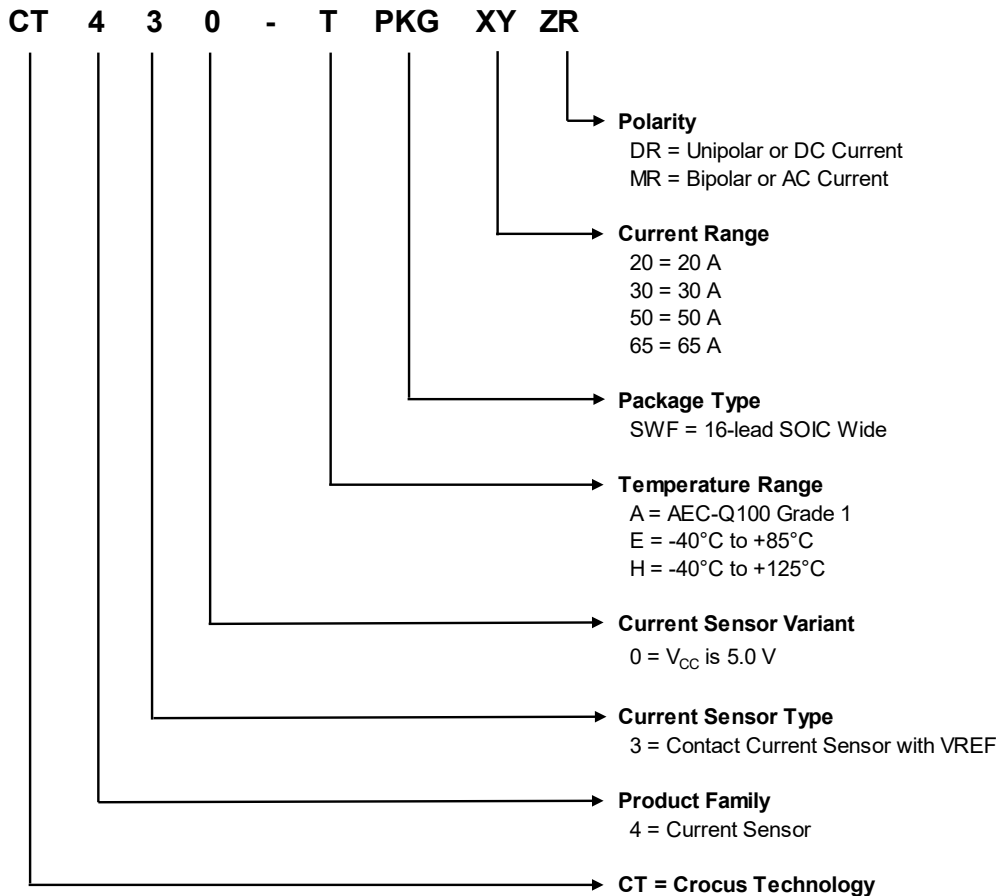 CT 4 3 0 - T PKG XY ZR
Polarity
DR = Unipolar or DC Current
MR = Bipolar or AC Current
Current Range
20 = 20 A
30 = 30 A
50 = 50 A
65 = 65 A
Package Type
SWF = 16-lead SOIC Wide
Temperature Range
A = AEC-Q100 Grade 1
E = -40°C to +85°C
H = -40°C to +125°C
Current Sensor Variant
0 = VCC is 5.0 V
Current Sensor Type
3 = Contact Current Sensor with VREF
Product Family
4 = Current Sensor
CT = Crocus Technology